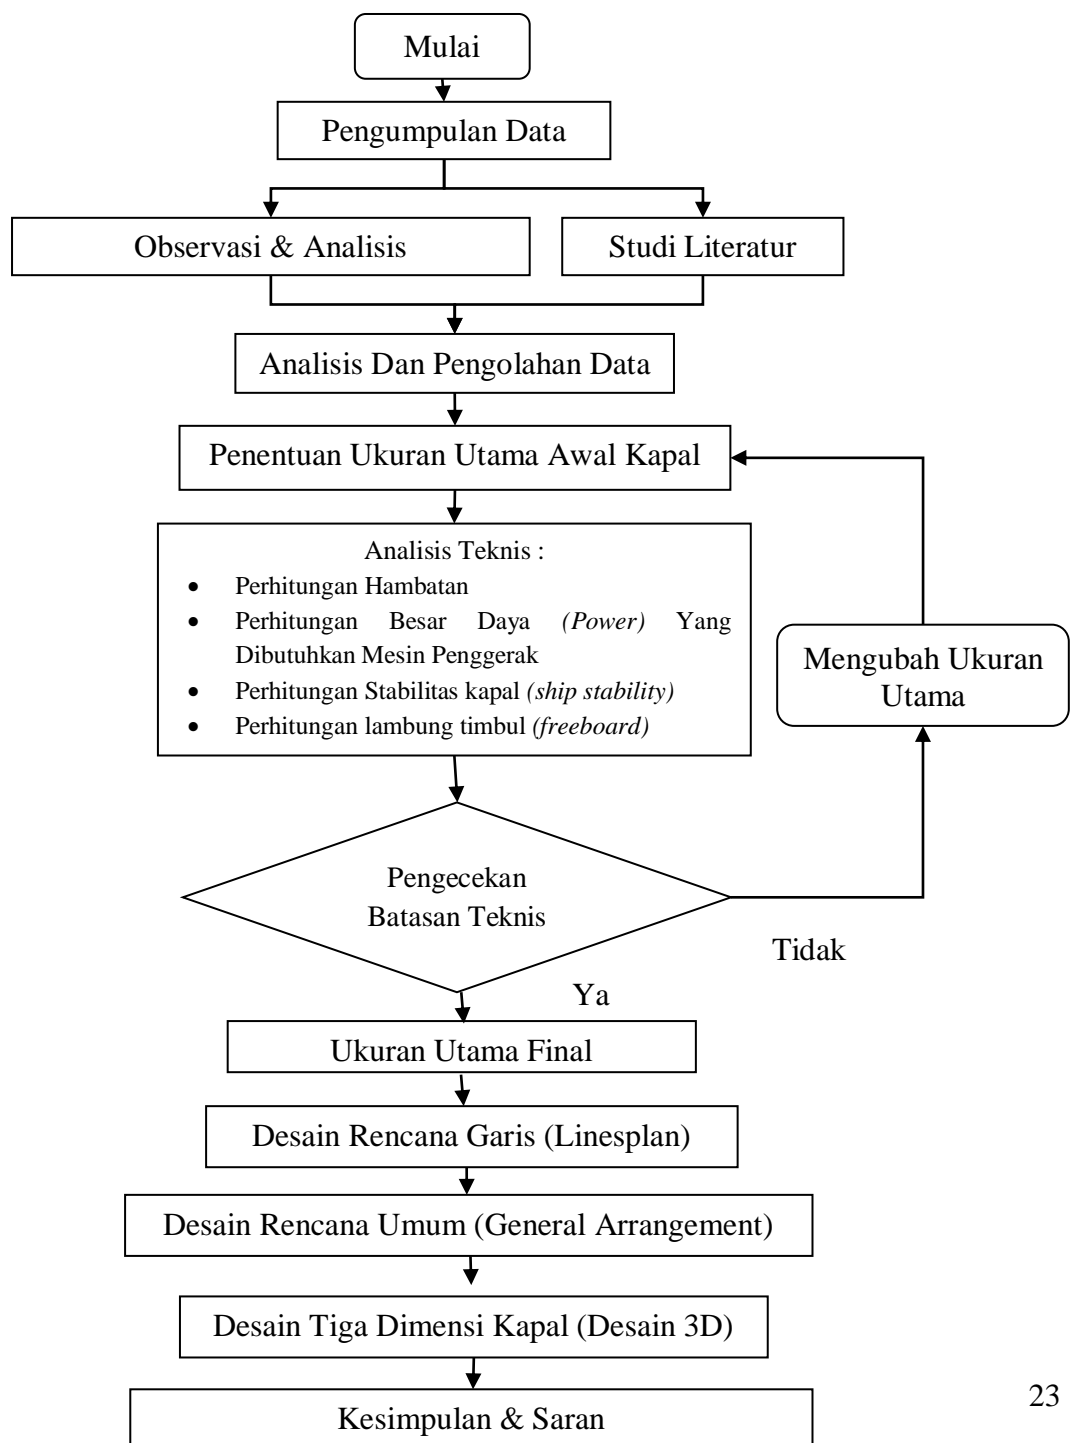 Mulai
Pengumpulan Data
Observasi & Analisis
Studi Literatur
Analisis Dan Pengolahan Data
Penentuan Ukuran Utama Awal Kapal
Analisis Teknis :
• Perhitungan Hambatan
• Perhitungan Besar Daya (Power) Yang
Dibutuhkan Mesin Penggerak
• Perhitungan Stabilitas kapal (ship stability)
• Perhitungan lambung timbul (freeboard)
Mengubah Ukuran
Utama
Pengecekan
Batasan Teknis
Tidak
Ya
Ukuran Utama Final
Desain Rencana Garis (Linesplan)
Desain Rencana Umum (General Arrangement)
Desain Tiga Dimensi Kapal (Desain 3D)
Kesimpulan & Saran
23